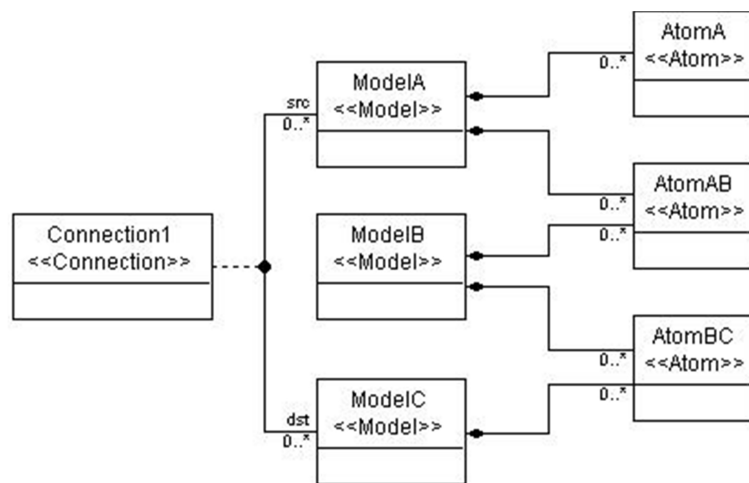 AtomA
<<Atom>>
0..*
ModelA
<<Model>>
src
0..*
AtomAB
<<Atom>>
0..*
0..*
Connection1
<<Connection>>
ModelB
<<Model>>
AtomBC
<<Atom>>
0..*
0..*
ModelC
<<Model>>
dst
0..*